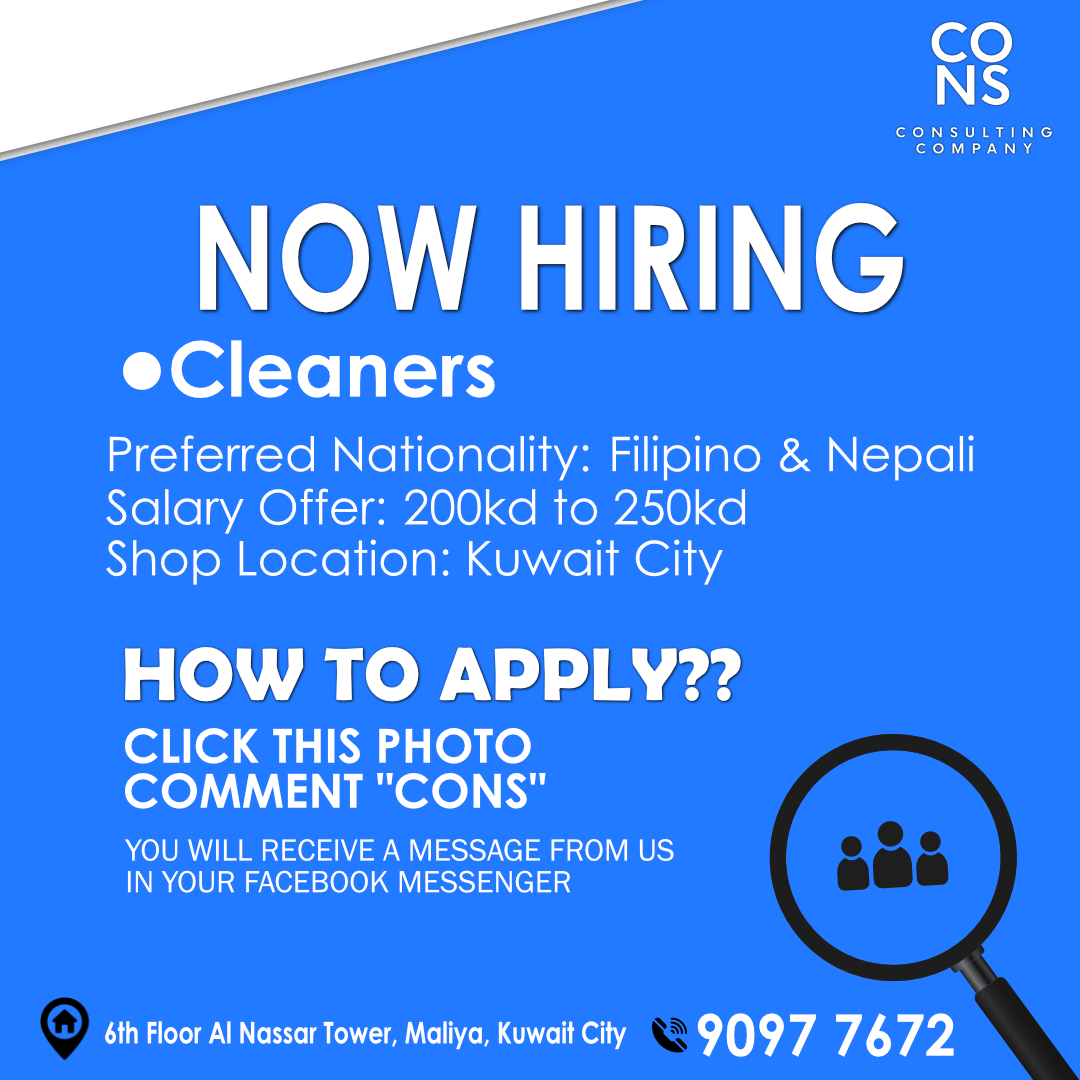 CO
NS
CONSULTING
COMPANY
NOW HIRING
●Cleaners
Preferred Nationality: Filipino & Nepali
Salary Offer: 200kd to 250kd
Shop Location: Kuwait City
HOW TO APPLY??
CLICK THIS PHOTO
COMMENT "CONS"
YOU WILL RECEIVE A MESSAGE FROM US
IN YOUR FACEBOOK MESSENGER
6th Floor Al Nassar Tower, Maliya, Kuwait City
9097 7672